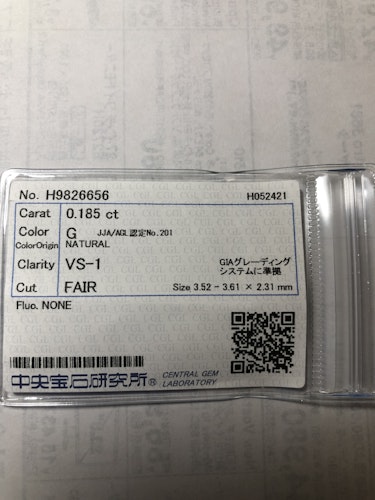 No. H9826656 H052421
Carat 0.185 ct
Color G JJA/AGL認定No.201
ColorOrigin NATURAL
Clarity VS-1 GIAグレーディング
システムに準拠
Cut FAIR Size 3.52 - 3.61 × 2.31 mm
Fluo. NONE
中央宝石研究所® CENTRAL GEM
LABORATORY